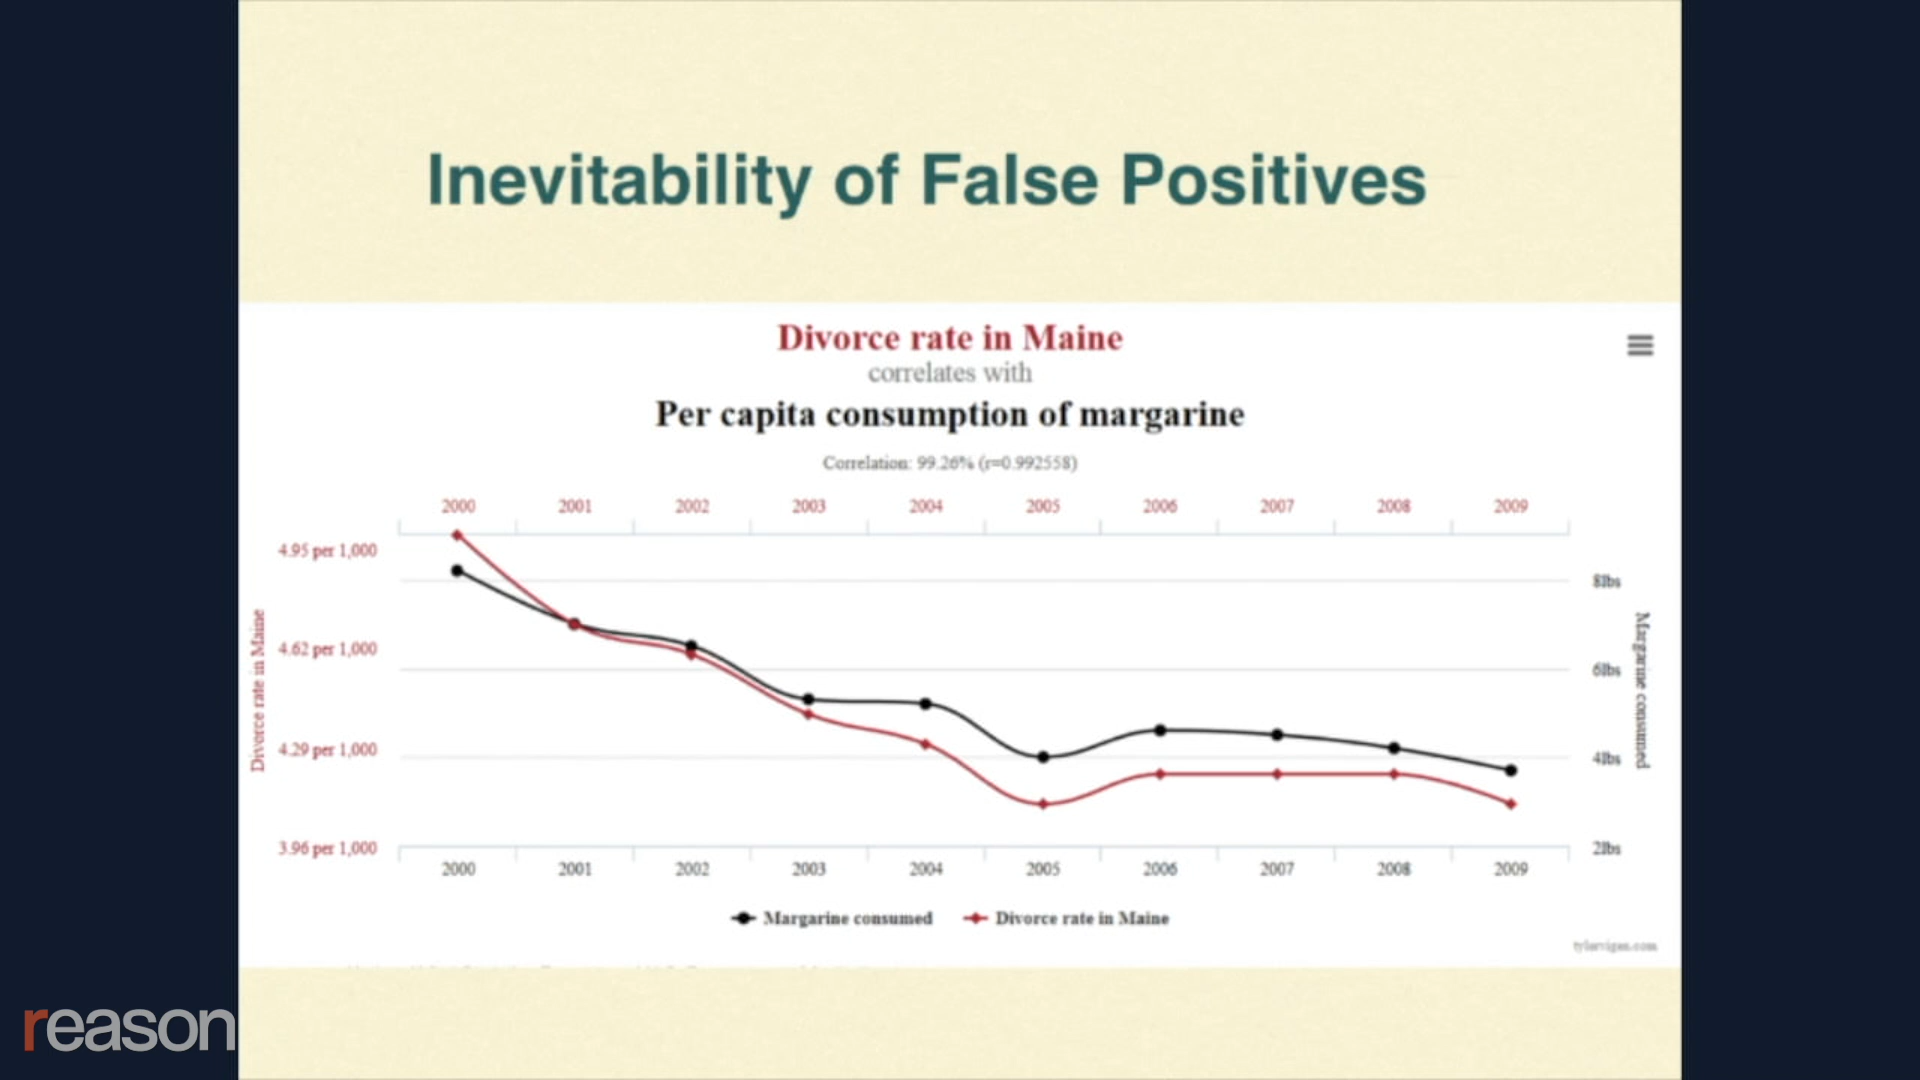 Inevitability of False Positives
Divorce rate in Maine
correlates with
Per capita consumption of margarine
Correlation: 99.26% (r=0.992558)
2000 2001 2002 2003 2004 2005 2006 2007 2008 2009
4.95 per 1,000
8lbs
Divorce rate in Maine
Margarine consumed
4.62 per 1,000
6lbs
4.29 per 1,000
4lbs
3.96 per 1,000
2lbs
2000 2001 2002 2003 2004 2005 2006 2007 2008 2009
Margarine consumed Divorce rate in Maine
tylervigen.com
reason